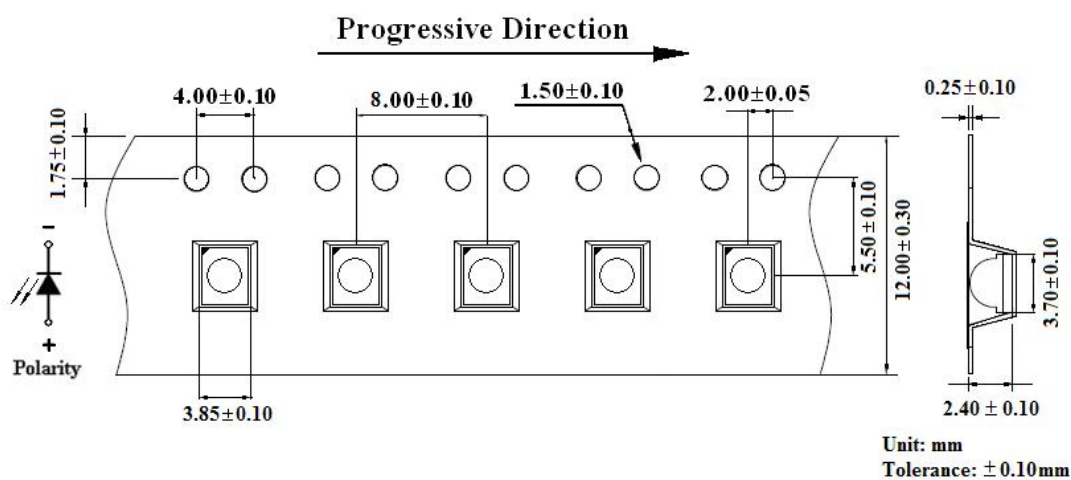 Progressive Direction
4.00±0.10
8.00±0.10
1.50±0.10
2.00±0.05
0.25±0.10
1.75±0.10
5.50±0.10
12.00±0.30
3.70±0.10
-
+
Polarity
3.85±0.10
2.40 ± 0.10
Unit: mm
Tolerance: ±0.10mm